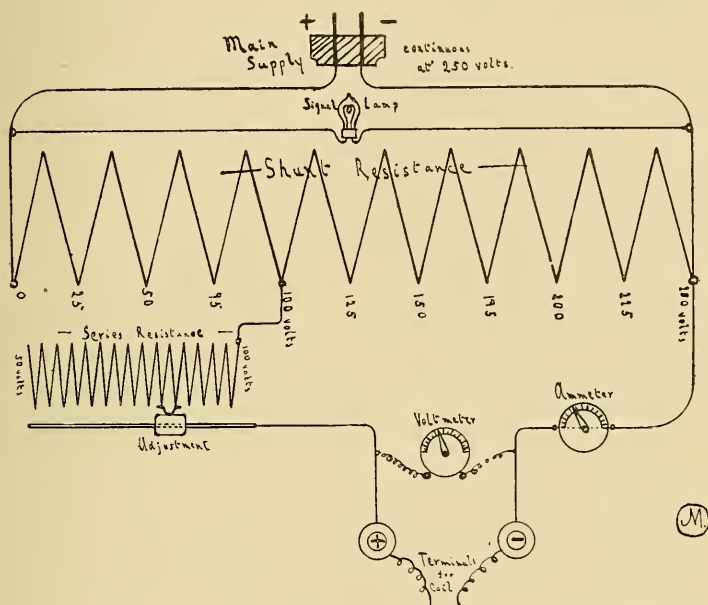 + −
Main
Supply
continuous
at 250 volts.
Signal Lamp
Shunt Resistance
0
25
50
75
100 volts
125
150
175
200
225
250 volts
— Series Resistance —
50 volts
100 volts
Adjustment
Voltmeter
Ammeter
+
−
Terminals
for
Coil
M.